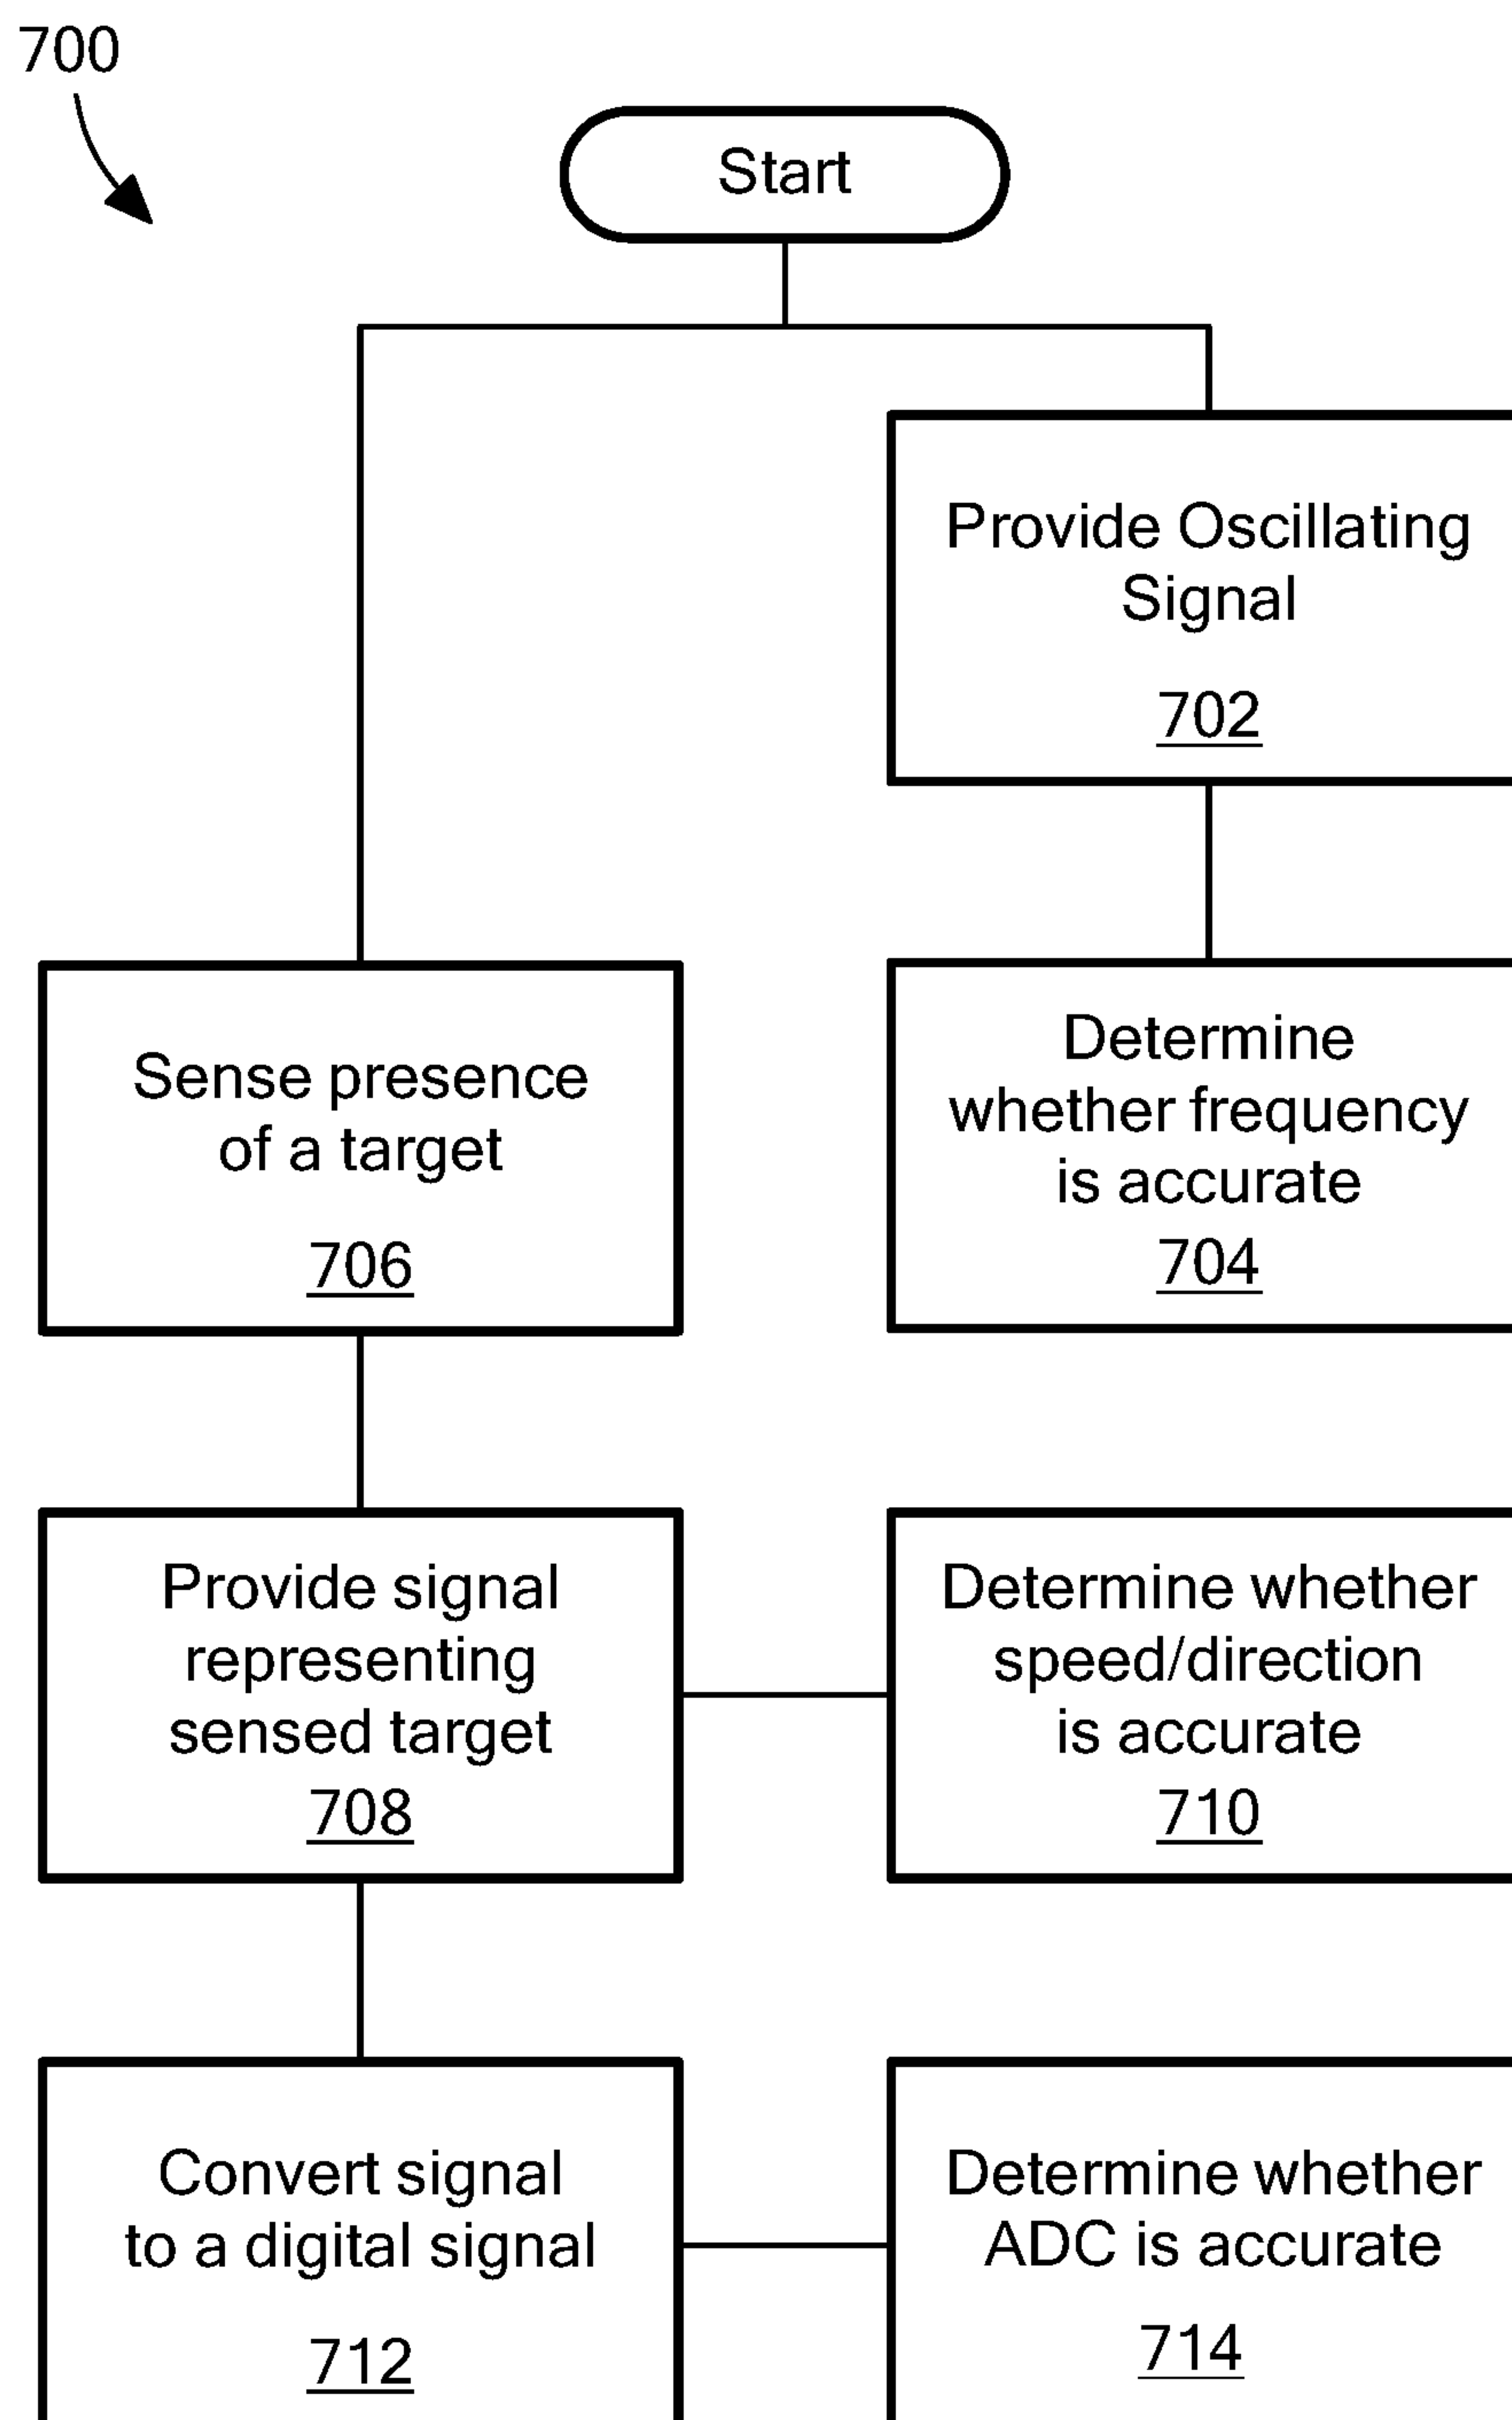 700
Start
Provide Oscillating
Signal
702
Sense presence
of a target
706
Determine
whether frequency
is accurate
704
Provide signal
representing
sensed target
708
Determine whether
speed/direction
is accurate
710
Convert signal
to a digital signal
712
Determine whether
ADC is accurate
714